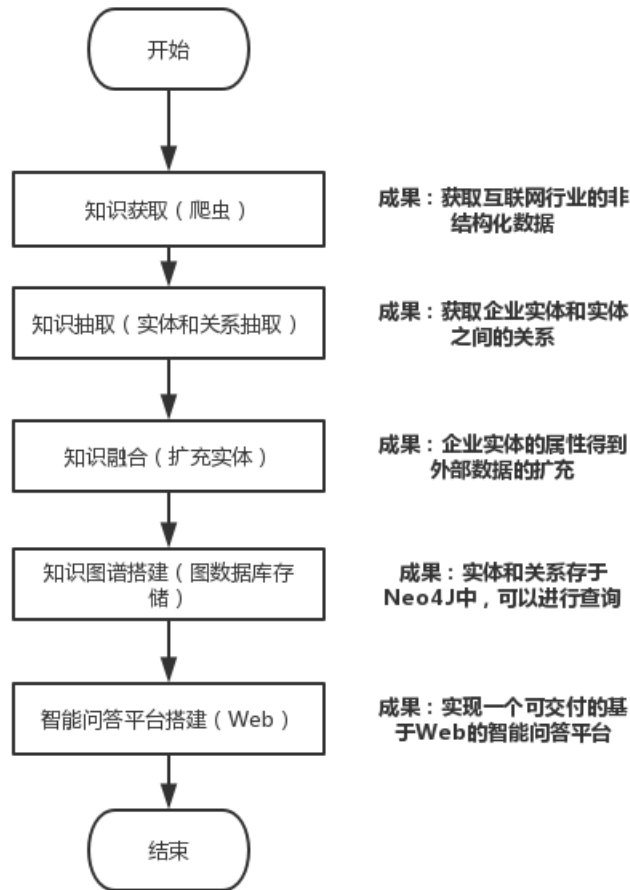 开始
知识获取（爬虫）
成果：获取互联网行业的非
结构化数据
知识抽取（实体和关系抽取）
成果：获取企业实体和实体
之间的关系
知识融合（扩充实体）
成果：企业实体的属性得到
外部数据的扩充
知识图谱搭建（图数据库存
储）
成果：实体和关系存于
Neo4J中，可以进行查询
智能问答平台搭建（Web）
成果：实现一个可交付的基
于Web的智能问答平台
结束